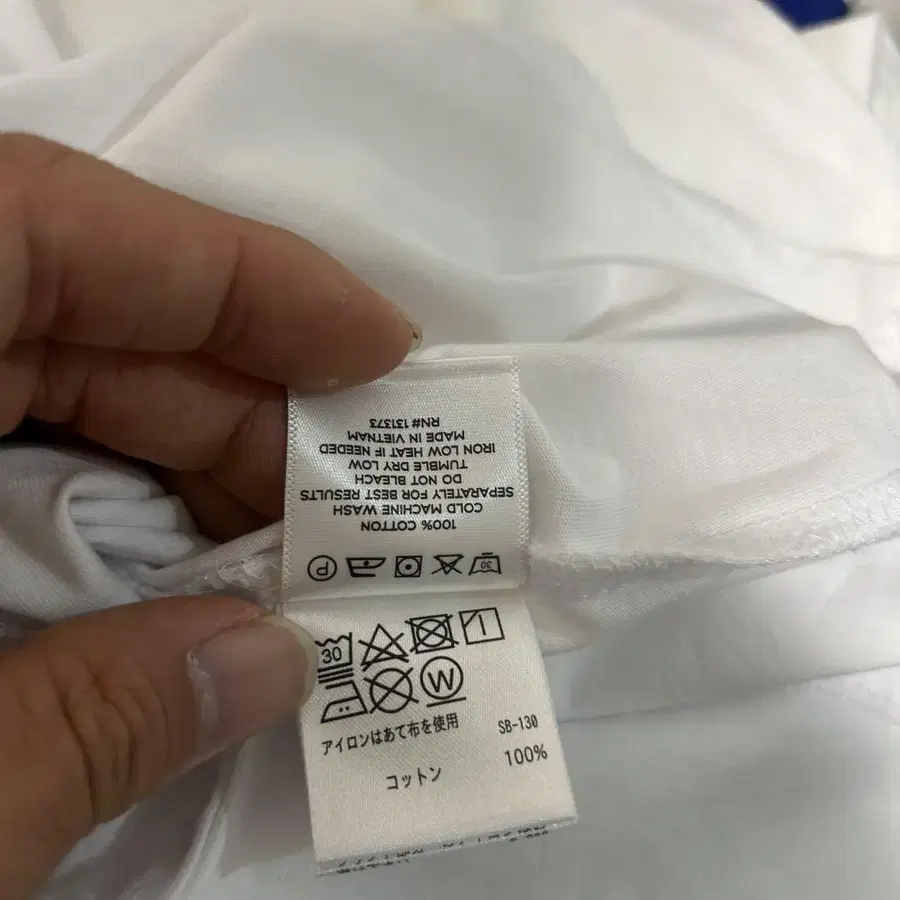 100% COTTON
COLD MACHINE WASH
SEPARATELY FOR BEST RESULTS
DO NOT BLEACH
TUMBLE DRY LOW
IRON LOW HEAT IF NEEDED
MADE IN VIETNAM
RN# 131373
30 P
30
W
アイロンはあて布を使用 SB-130
コットン 100%